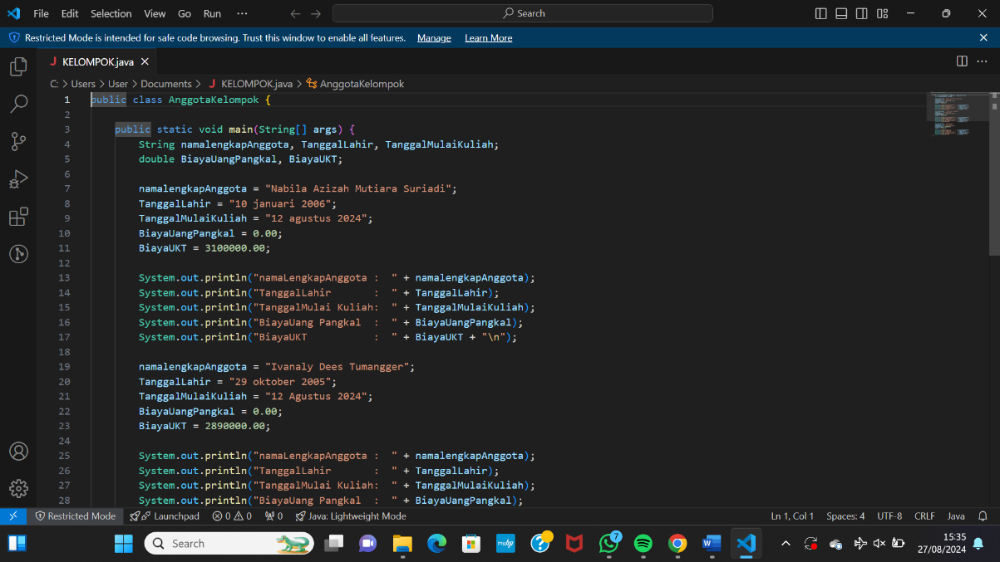 File Edit Selection View Go Run ··· Search
Restricted Mode is intended for safe code browsing. Trust this window to enable all features. Manage Learn More
J KELOMPOK.java
C: > Users > User > Documents > J KELOMPOK.java > AnggotaKelompok
1 public class AnggotaKelompok {
2
3 public static void main(String[] args) {
4 String namalengkapAnggota, TanggalLahir, TanggalMulaiKuliah;
5 double BiayaUangPangkal, BiayaUKT;
6
7 namalengkapAnggota = "Nabila Azizah Mutiara Suriadi";
8 TanggalLahir = "10 januari 2006";
9 TanggalMulaiKuliah = "12 agustus 2024";
10 BiayaUangPangkal = 0.00;
11 BiayaUKT = 3100000.00;
12
13 System.out.println("namaLengkapAnggota :  " + namalengkapAnggota);
14 System.out.println("TanggalLahir       :  " + TanggalLahir);
15 System.out.println("TanggalMulai Kuliah:  " + TanggalMulaiKuliah);
16 System.out.println("BiayaUang Pangkal  :  " + BiayaUangPangkal);
17 System.out.println("BiayaUKT           :  " + BiayaUKT + "\n");
18
19 namalengkapAnggota = "Ivanaly Dees Tumangger";
20 TanggalLahir = "29 oktober 2005";
21 TanggalMulaiKuliah = "12 Agustus 2024";
22 BiayaUangPangkal = 0.00;
23 BiayaUKT = 2890000.00;
24
25 System.out.println("namaLengkapAnggota :  " + namalengkapAnggota);
26 System.out.println("TanggalLahir       :  " + TanggalLahir);
27 System.out.println("TanggalMulai Kuliah:  " + TanggalMulaiKuliah);
28 System.out.println("BiayaUang Pangkal  :  " + BiayaUangPangkal);
Restricted Mode Launchpad 0 0 0 Java: Lightweight Mode Ln 1, Col 1 Spaces: 4 UTF-8 CRLF Java
Search myhp 7 W 15:35
27/08/2024